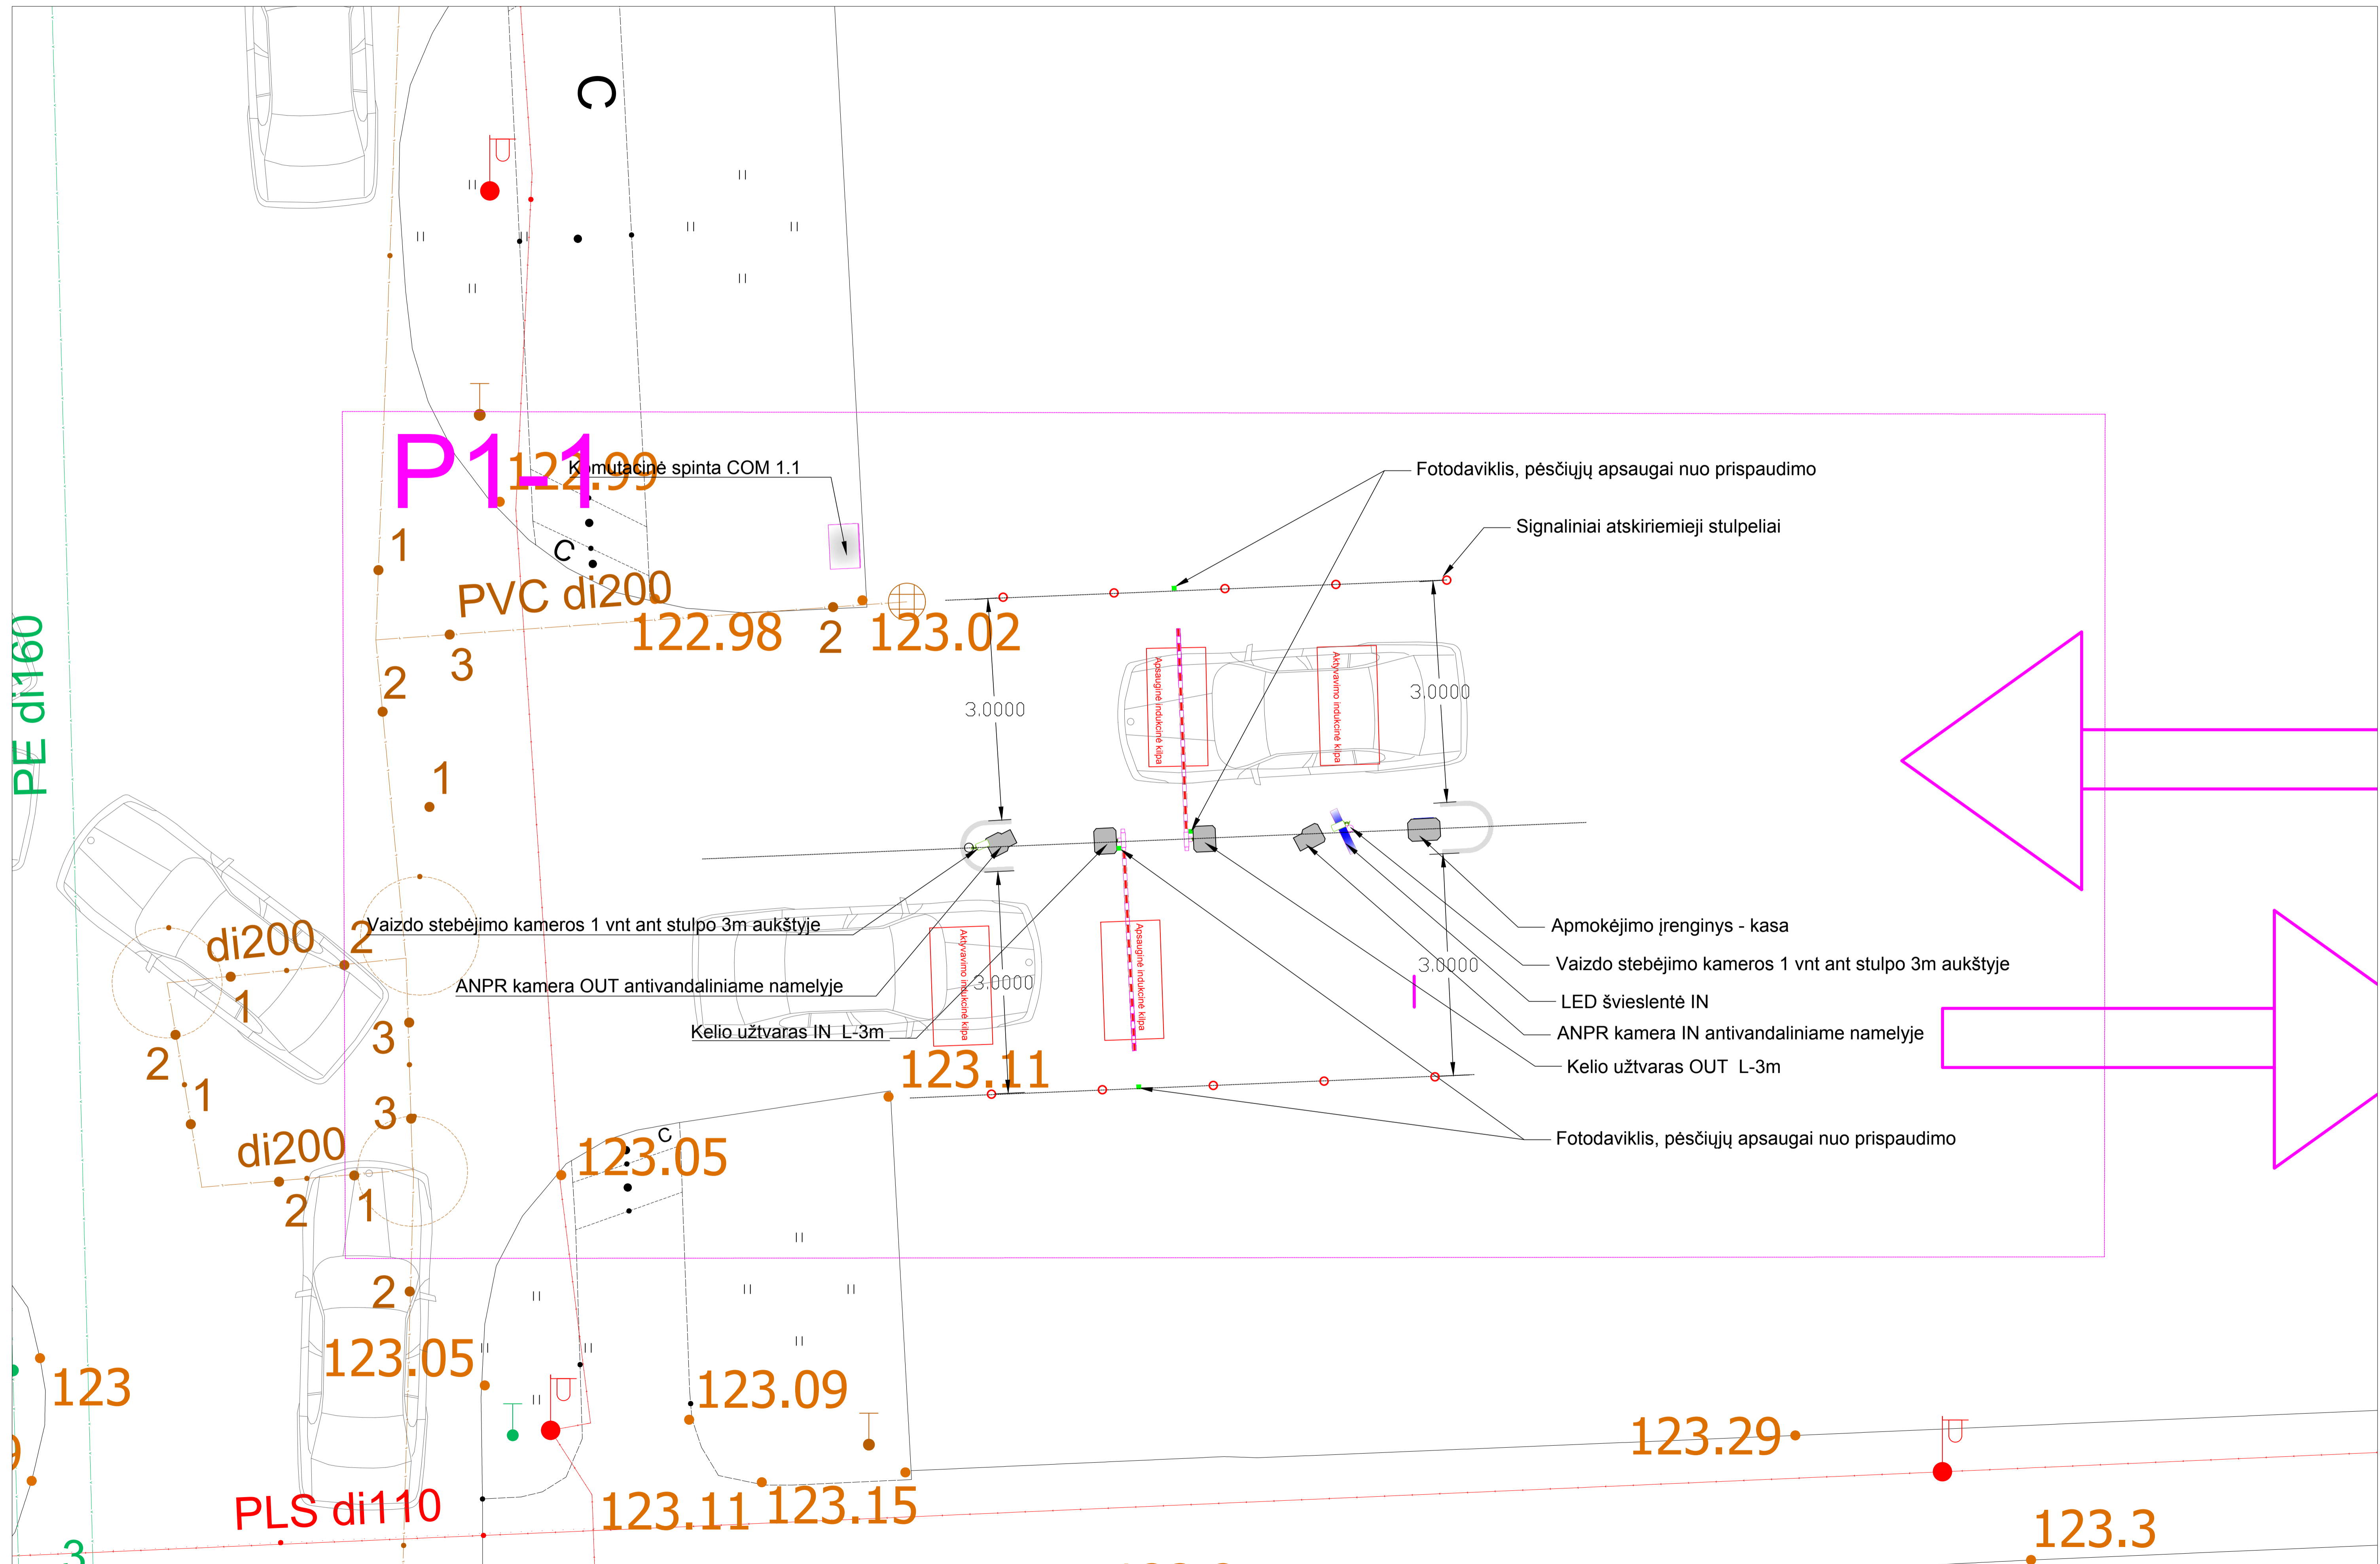 C
P1-1
122.99
Komutacinė spinta COM 1.1
Fotodaviklis, pėsčiųjų apsaugai nuo prispaudimo
Signaliniai atskiriemieji stulpeliai
1
C
PVC di200
122.98
2
123.02
3
2
PE di160
3.0000
3.0000
Apsauginė indukcinė kilpa
Aktyvavimo indukcinė kilpa
1
Vaizdo stebėjimo kameros 1 vnt ant stulpo 3m aukštyje
Apmokėjimo įrenginys - kasa
di200
2
Vaizdo stebėjimo kameros 1 vnt ant stulpo 3m aukštyje
3.0000
ANPR kamera OUT antivandaliniame namelyje
3.0000
Aktyvavimo indukcinė kilpa
Apsauginė indukcinė kilpa
LED švieslentė IN
1
3
Kelio užtvaras IN L-3m
ANPR kamera IN antivandaliniame namelyje
2
123.11
Kelio užtvaras OUT L-3m
1
3
Fotodaviklis, pėsčiųjų apsaugai nuo prispaudimo
di200
C
123.05
2
1
2
123.05
123
123.09
123.29
9
PLS di110
123.11
123.15
123.3
3